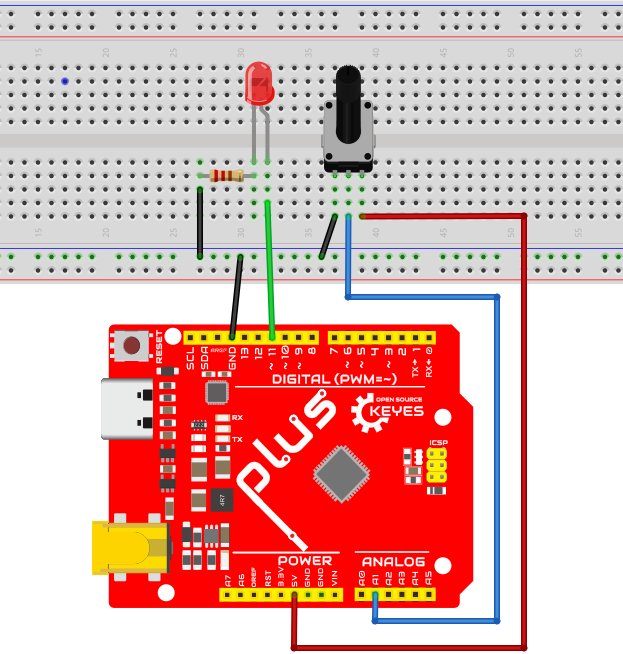 15 20 25 30 35 40 45 50 55
15 20 25 30 35 40 45 50 55
RESET
SCL SDA AREF GND 13 12 ~11 ~10 ~9 8 7 ~6 ~5 4 ~3 2 TX→1 RX←0
DIGITAL (PWM=~)
OPEN SOURCE
KEYES
plus
RX
TX
ICSP
4R7
POWER
ANALOG
A7 A6 OREF RST 3.3V 5V GND GND VIN A0 A1 A2 A3 A4 A5